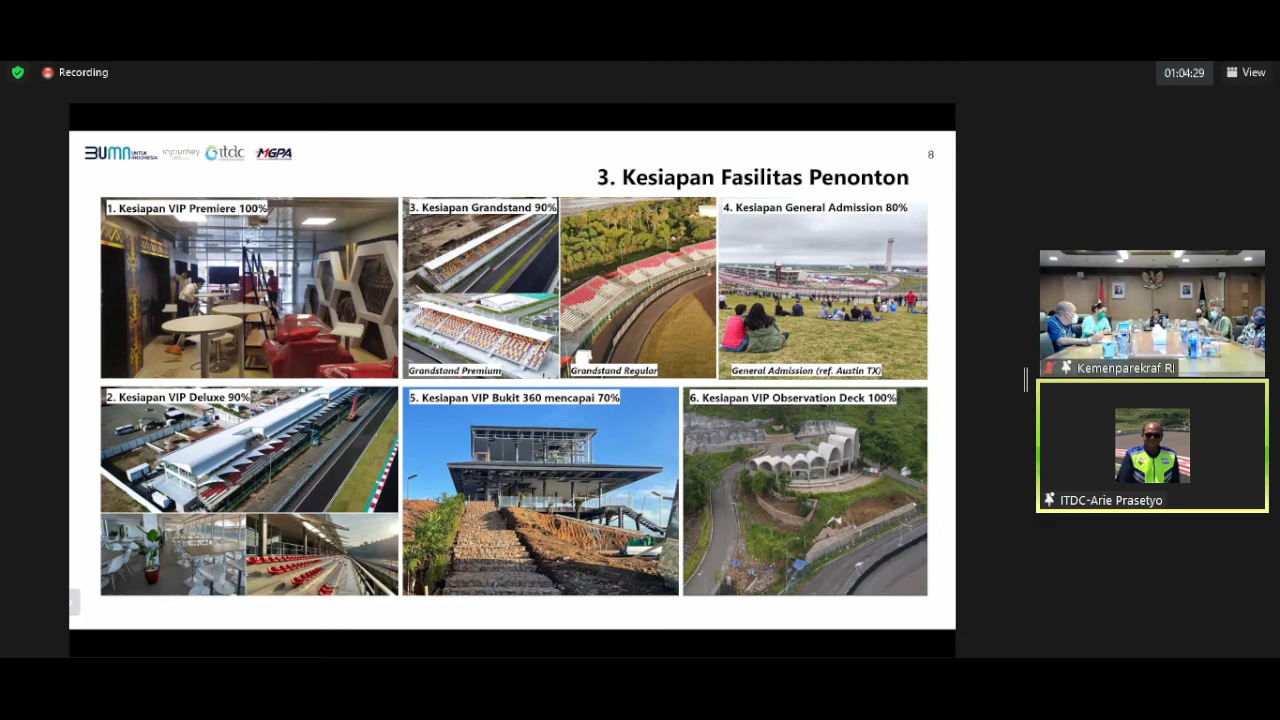 Recording
01:04:29
View
BUMN UNTUK INDONESIA
injourney
itdc
MGPA
8
3. Kesiapan Fasilitas Penonton
1. Kesiapan VIP Premiere 100%
3. Kesiapan Grandstand 90%
4. Kesiapan General Admission 80%
Grandstand Premium
Grandstand Regular
General Admission (ref. Austin TX)
2. Kesiapan VIP Deluxe 90%
5. Kesiapan VIP Bukit 360 mencapai 70%
6. Kesiapan VIP Observation Deck 100%
Kemenparekraf RI
ITDC-Arie Prasetyo